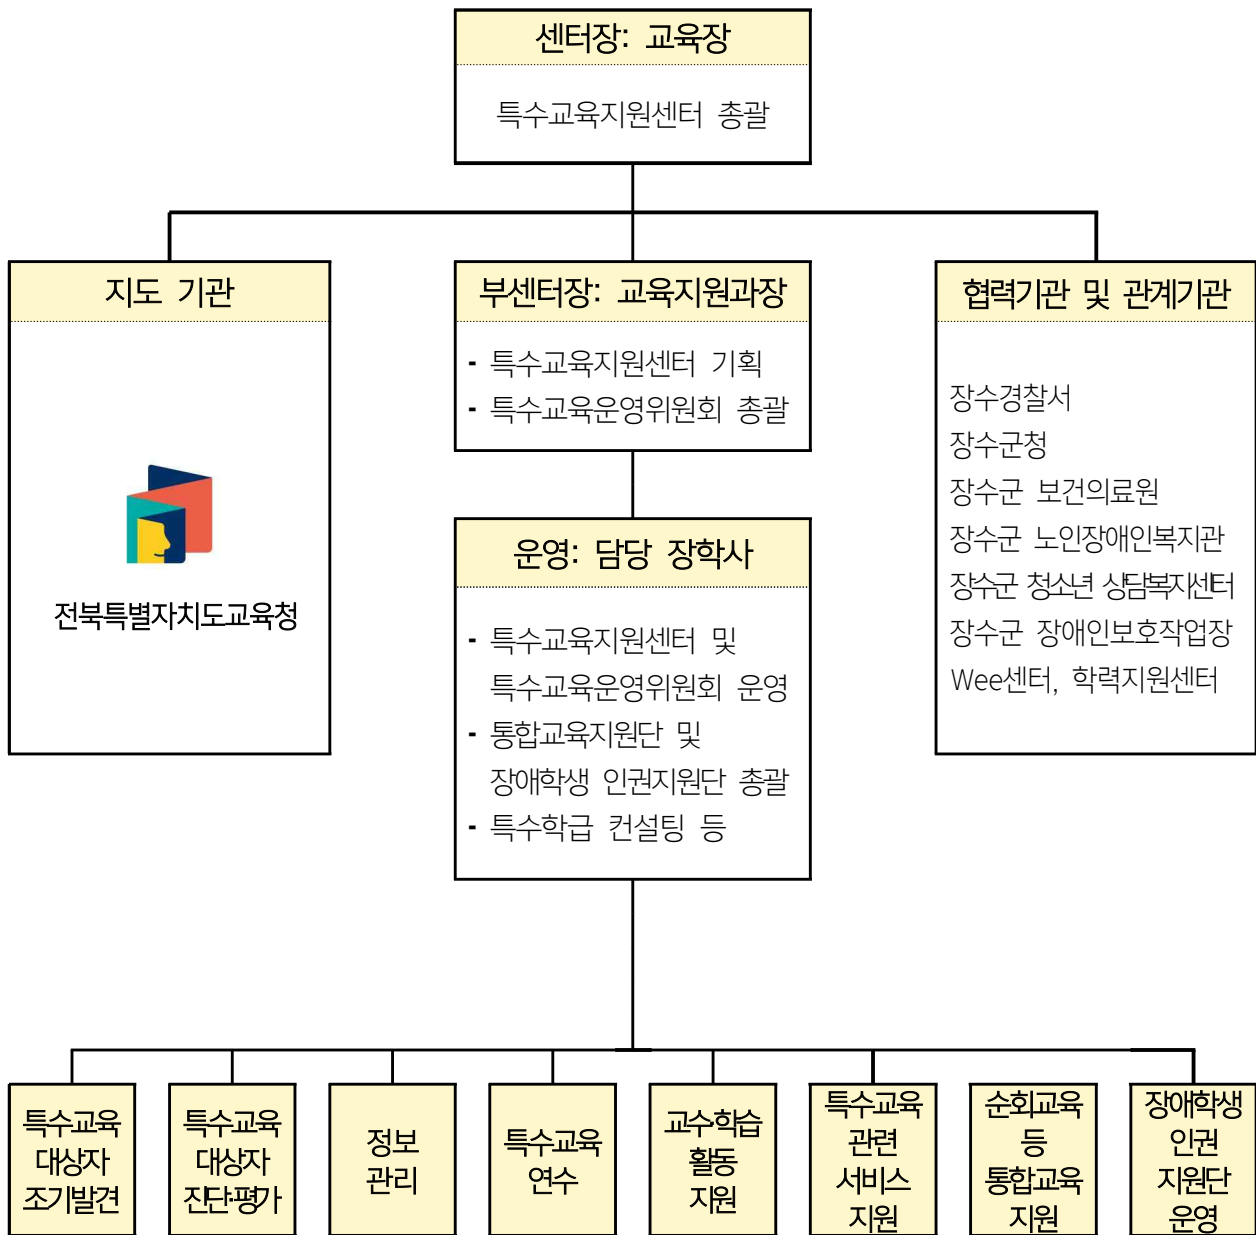 센터장: 교육장
특수교육지원센터 총괄
지도 기관
전북특별자치도교육청
부센터장: 교육지원과장
- 특수교육지원센터 기획
- 특수교육운영위원회 총괄
협력기관 및 관계기관
장수경찰서
장수군청
장수군 보건의료원
장수군 노인장애인복지관
장수군 청소년 상담복지센터
장수군 장애인보호작업장
Wee센터, 학력지원센터
운영: 담당 장학사
- 특수교육지원센터 및
특수교육운영위원회 운영
- 통합교육지원단 및
장애학생 인권지원단 총괄
- 특수학급 컨설팅 등
특수교육
대상자
조기발견
특수교육
대상자
진단·평가
정보
관리
특수교육
연수
교수·학습
활동
지원
특수교육
관련
서비스
지원
순회교육
등
통합교육
지원
장애학생
인권
지원단
운영